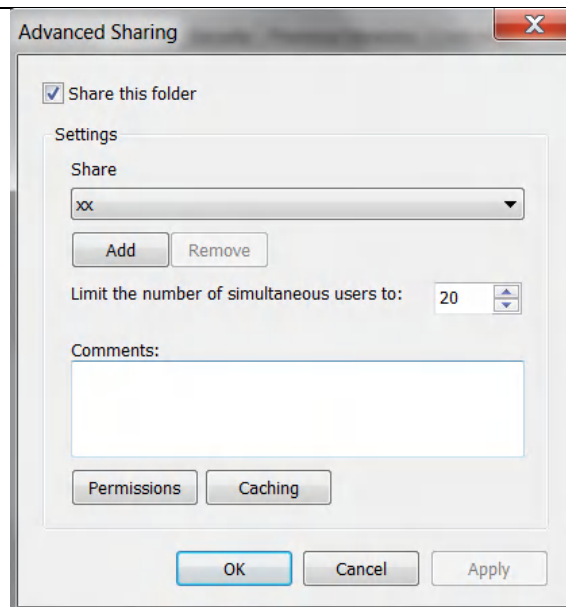 Advanced Sharing
Share this folder
Settings
Share
xx
Add Remove
Limit the number of simultaneous users to: 20
Comments:
Permissions Caching
OK Cancel Apply